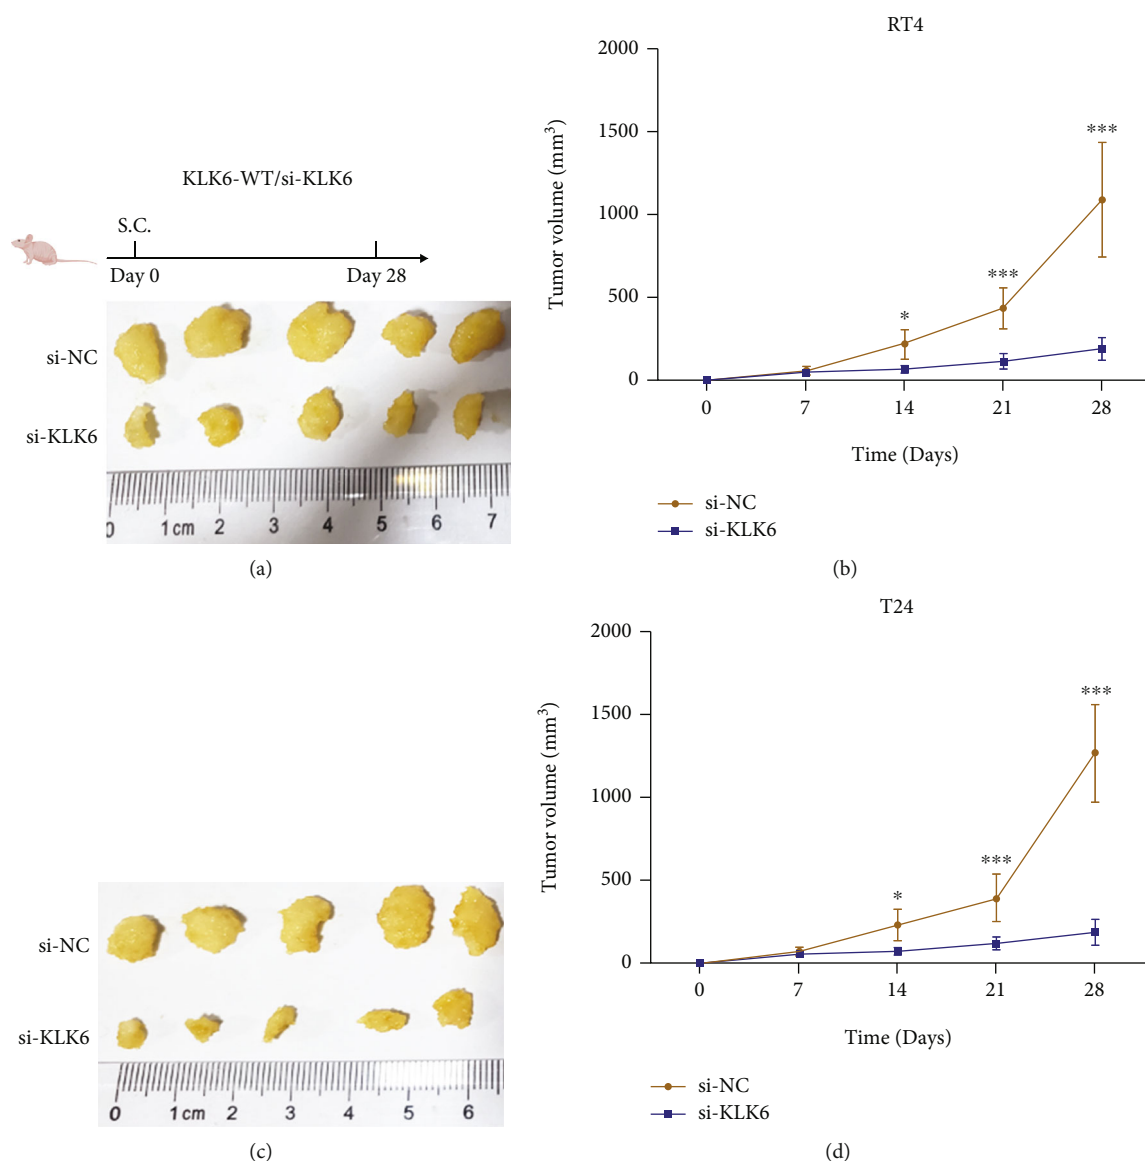 KLK6-WT/si-KLK6
S.C.
Day 0
Day 28
si-NC
si-KLK6
0 1 cm 2 3 4 5 6 7
(a)
RT4
Tumor volume (mm³)
2000
1500
1000
500
0
***
***
*
0 7 14 21 28
Time (Days)
si-NC
si-KLK6
(b)
si-NC
si-KLK6
0 1 cm 2 3 4 5 6
(c)
T24
Tumor volume (mm³)
2000
1500
1000
500
0
***
***
*
0 7 14 21 28
Time (Days)
si-NC
si-KLK6
(d)